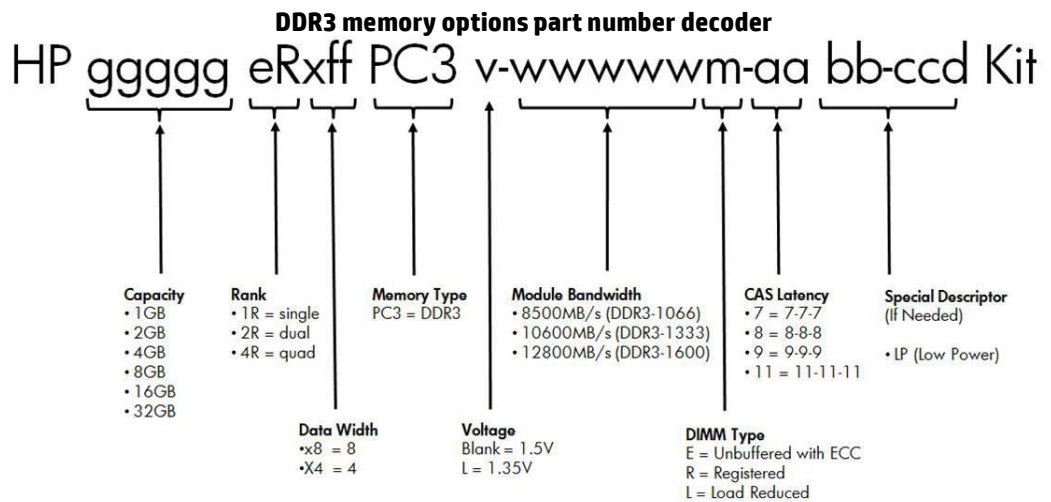 DDR3 memory options part number decoder
HP ggggg eRxff PC3 v-wwwwwm-aa bb-ccd Kit
Capacity
• 1GB
• 2GB
• 4GB
• 8GB
• 16GB
• 32GB
Rank
• 1R = single
• 2R = dual
• 4R = quad
Memory Type
PC3 = DDR3
Module Bandwidth
• 8500MB/s (DDR3-1066)
• 10600MB/s (DDR3-1333)
• 12800MB/s (DDR3-1600)
CAS Latency
• 7 = 7-7-7
• 8 = 8-8-8
• 9 = 9-9-9
• 11 = 11-11-11
Special Descriptor
(If Needed)
• LP (Low Power)
Data Width
•x8 = 8
•X4 = 4
Voltage
Blank = 1.5V
L = 1.35V
DIMM Type
E = Unbuffered with ECC
R = Registered
L = Load Reduced